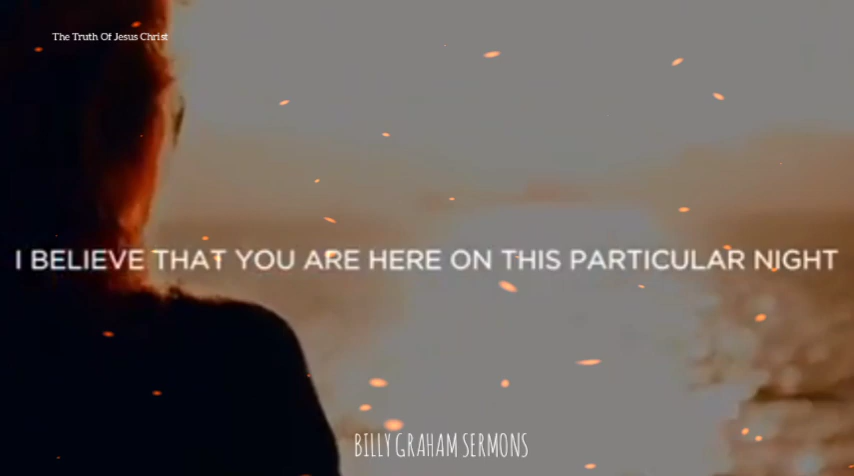 The Truth Of Jesus Christ
I BELIEVE THAT YOU ARE HERE ON THIS PARTICULAR NIGHT
BILLY GRAHAM SERMONS